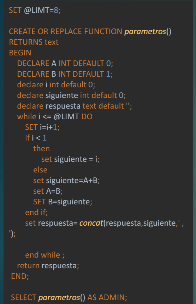 SET @LIMT=8;
CREATE OR REPLACE FUNCTION parametros()
RETURNS text
BEGIN
DECLARE A INT DEFAULT 0;
DECLARE B INT DEFAULT 1;
declare i int default 0;
declare siguiente int default 0;
declare respuesta text default '';
while i <= @LIMT DO
SET i=i+1;
If i < 1
then
set siguiente = i;
else
set siguiente=A+B;
set A=B;
SET B=siguiente;
end if;
set respuesta= concat(respuesta,siguiente,' ,
');
end while ;
return respuesta;
END;
SELECT parametros() AS ADMIN;